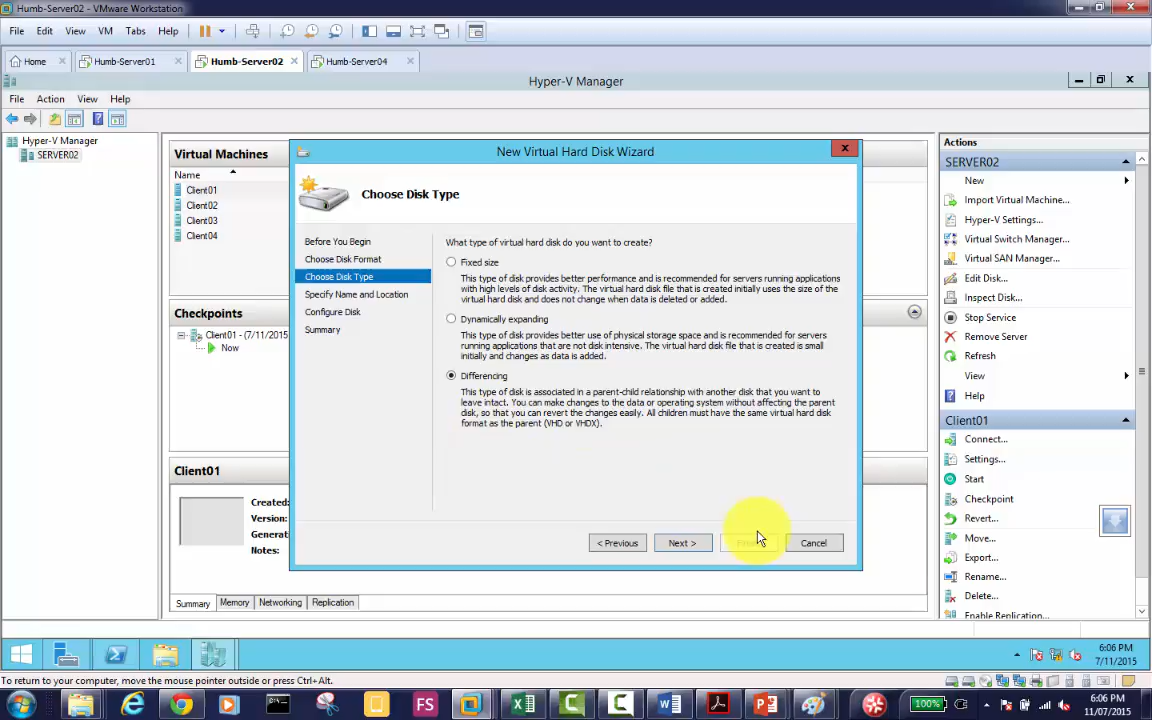 Humb-Server02 - VMware Workstation
File Edit View VM Tabs Help
Home Humb-Server01 Humb-Server02 Humb-Server04
Hyper-V Manager
File Action View Help
Hyper-V Manager
SERVER02
Virtual Machines
Name
Client01
Client02
Client03
Client04
Checkpoints
Client01 - (7/11/2015
Now
Client01
Created:
Version:
Notes:
Summary Memory Networking Replication
New Virtual Hard Disk Wizard
Choose Disk Type
Before You Begin
Choose Disk Format
Choose Disk Type
Specify Name and Location
Configure Disk
Summary
What type of virtual hard disk do you want to create?
Fixed size
This type of disk provides better performance and is recommended for servers running applications
with high levels of disk activity. The virtual hard disk file that is created initially uses the size of the
virtual hard disk and does not change when data is deleted or added.
Dynamically expanding
This type of disk provides better use of physical storage space and is recommended for servers
running applications that are not disk intensive. The virtual hard disk file that is created is small
initially and changes as data is added.
Differencing
This type of disk is associated in a parent-child relationship with another disk that you want to
leave intact. You can make changes to the data or operating system without affecting the parent
disk, so that you can revert the changes easily. All children must have the same virtual hard disk
format as the parent (VHD or VHDX).
< Previous Next > Cancel
Actions
SERVER02
New
Import Virtual Machine...
Hyper-V Settings...
Virtual Switch Manager...
Virtual SAN Manager...
Edit Disk...
Inspect Disk...
Stop Service
Remove Server
Refresh
View
Help
Client01
Connect...
Settings...
Start
Checkpoint
Revert...
Move...
Export...
Rename...
Delete...
Enable Replication...
6:06 PM
7/11/2015
To return to your computer, move the mouse pointer outside or press Ctrl+Alt.
FS
100%
6:06 PM
11/07/2015